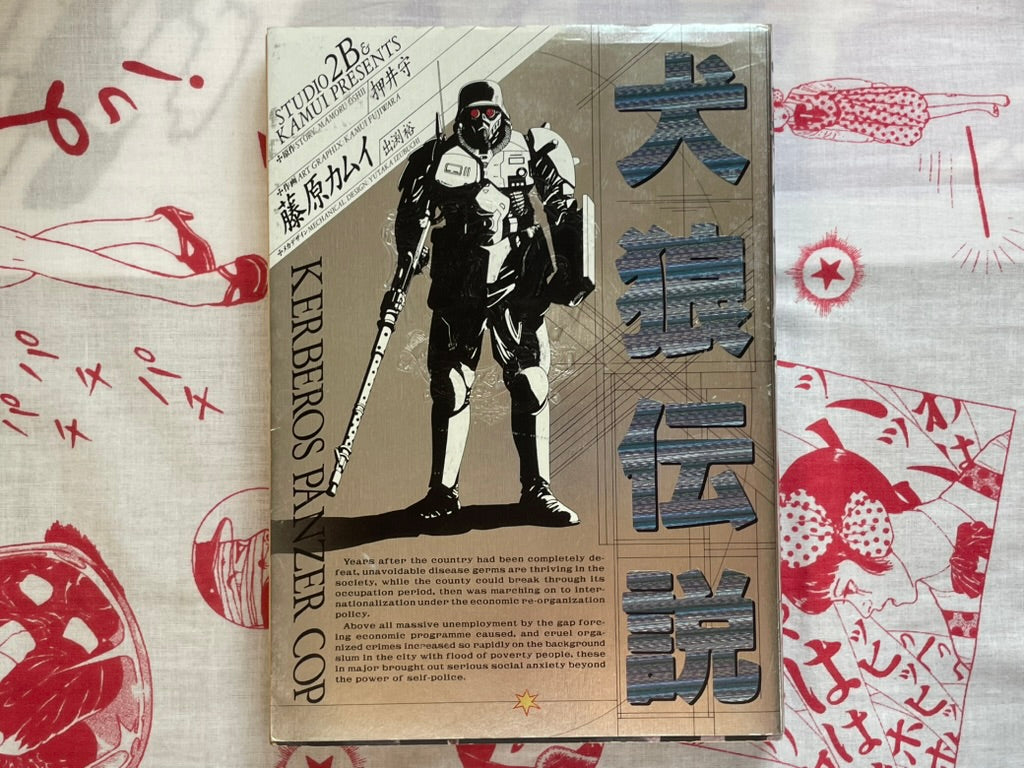 STUDIO 2B &
KAMUI PRESENTS
✢原作 STORY. MAMORU OSHII 押井守
✢作画 ART GRAPHIX. KAMUI FUJIWARA
藤原カムイ
✢メカデザイン MECHANICAL DESIGN. YUTAKA IZUBUCHI 出渕裕
犬狼伝説
KERBEROS PANZER COP
Years after the country had been completely de-
feat, unavoidable disease germs are thriving in the
society, while the county could break through its
occupation period, then was marching on to inter-
nationalization under the economic re-organization
policy.
Above all massive unemployment by the gap forc-
ing economic programme caused, and cruel orga-
nized crimes increased so rapidly on the background
slum in the city with flood of poverty people, these
in major brought out serious social anxiety beyond
the power of self-police.
パチ
パチ